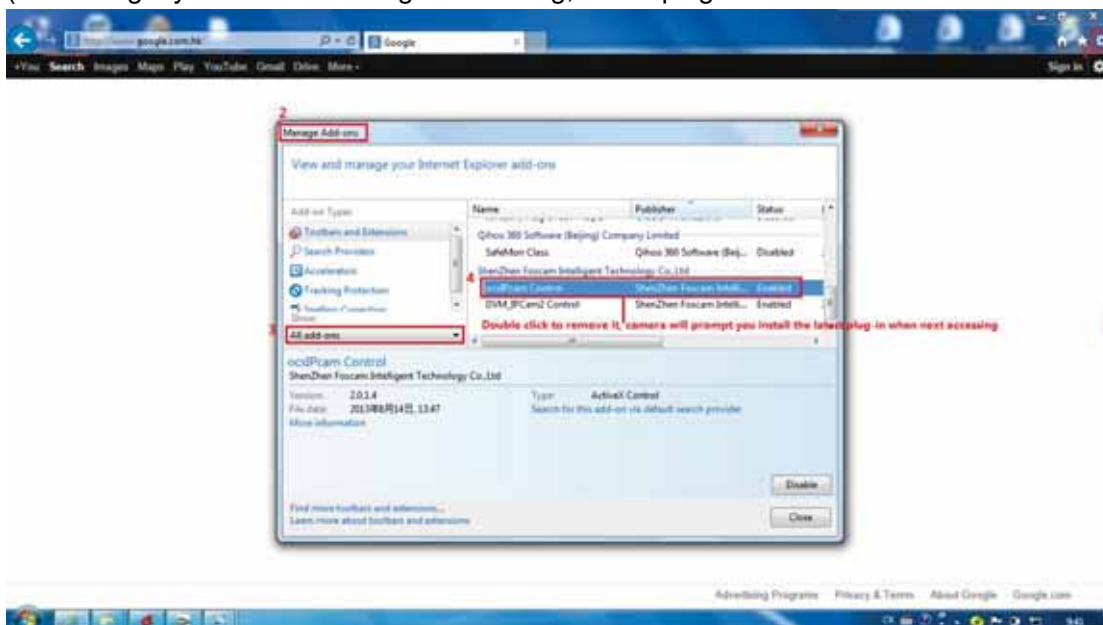 google.com.hk
Google
+You Search Images Maps Play YouTube Gmail Drive More
Sign in
2
Manage Add-ons
View and manage your Internet Explorer add-ons
Add-on Types
Name Publisher Status
Toolbars and Extensions
Qihoo 360 Software (Beijing) Company Limited
Search Providers
SafeMon Class Qihoo 360 Software (Beij... Disabled
Accelerators
ShenZhen Foscam Intelligent Technology Co.,Ltd
4
Tracking Protection
Control ShenZhen Foscam Intelli... Enabled
DVM_IPCam2 Control ShenZhen Foscam Intelli... Enabled
Show:
Double click to remove it, camera will prompt you install the latest plug-in when next accessing
3
All add-ons
Control
ShenZhen Foscam Intelligent Technology Co.,Ltd
Version: 2.0.1.4 Type: ActiveX Control
File date: 13:47 Search for this add-on via default search provider
More information
Disable
Find more toolbars and extensions...
Learn more about toolbars and extensions
Close
Advertising Programs Privacy & Terms About Google Google.com